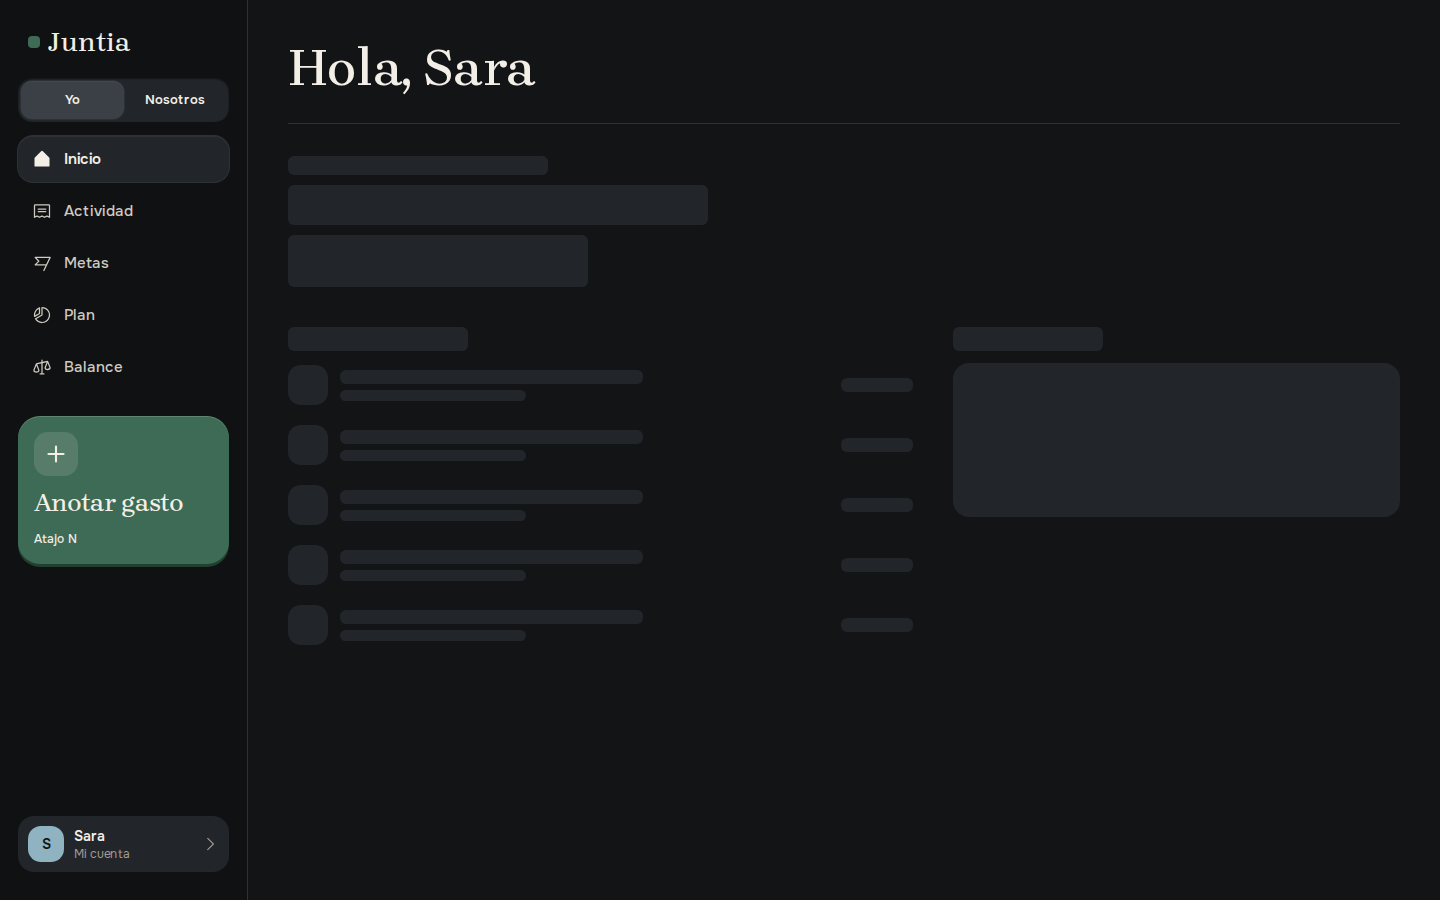 Juntia
Yo
Nosotros
Inicio
Actividad
Metas
Plan
Balance
Anotar gasto
Atajo N
S
Sara
Mi cuenta
Hola, Sara